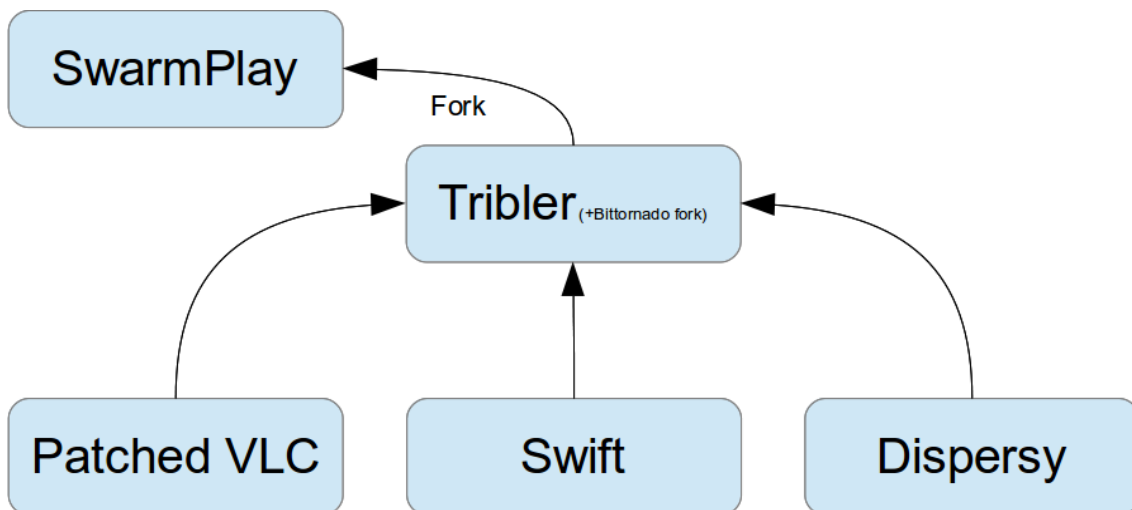 SwarmPlay
Fork
Tribler (+Bittornado fork)
Patched VLC
Swift
Dispersy